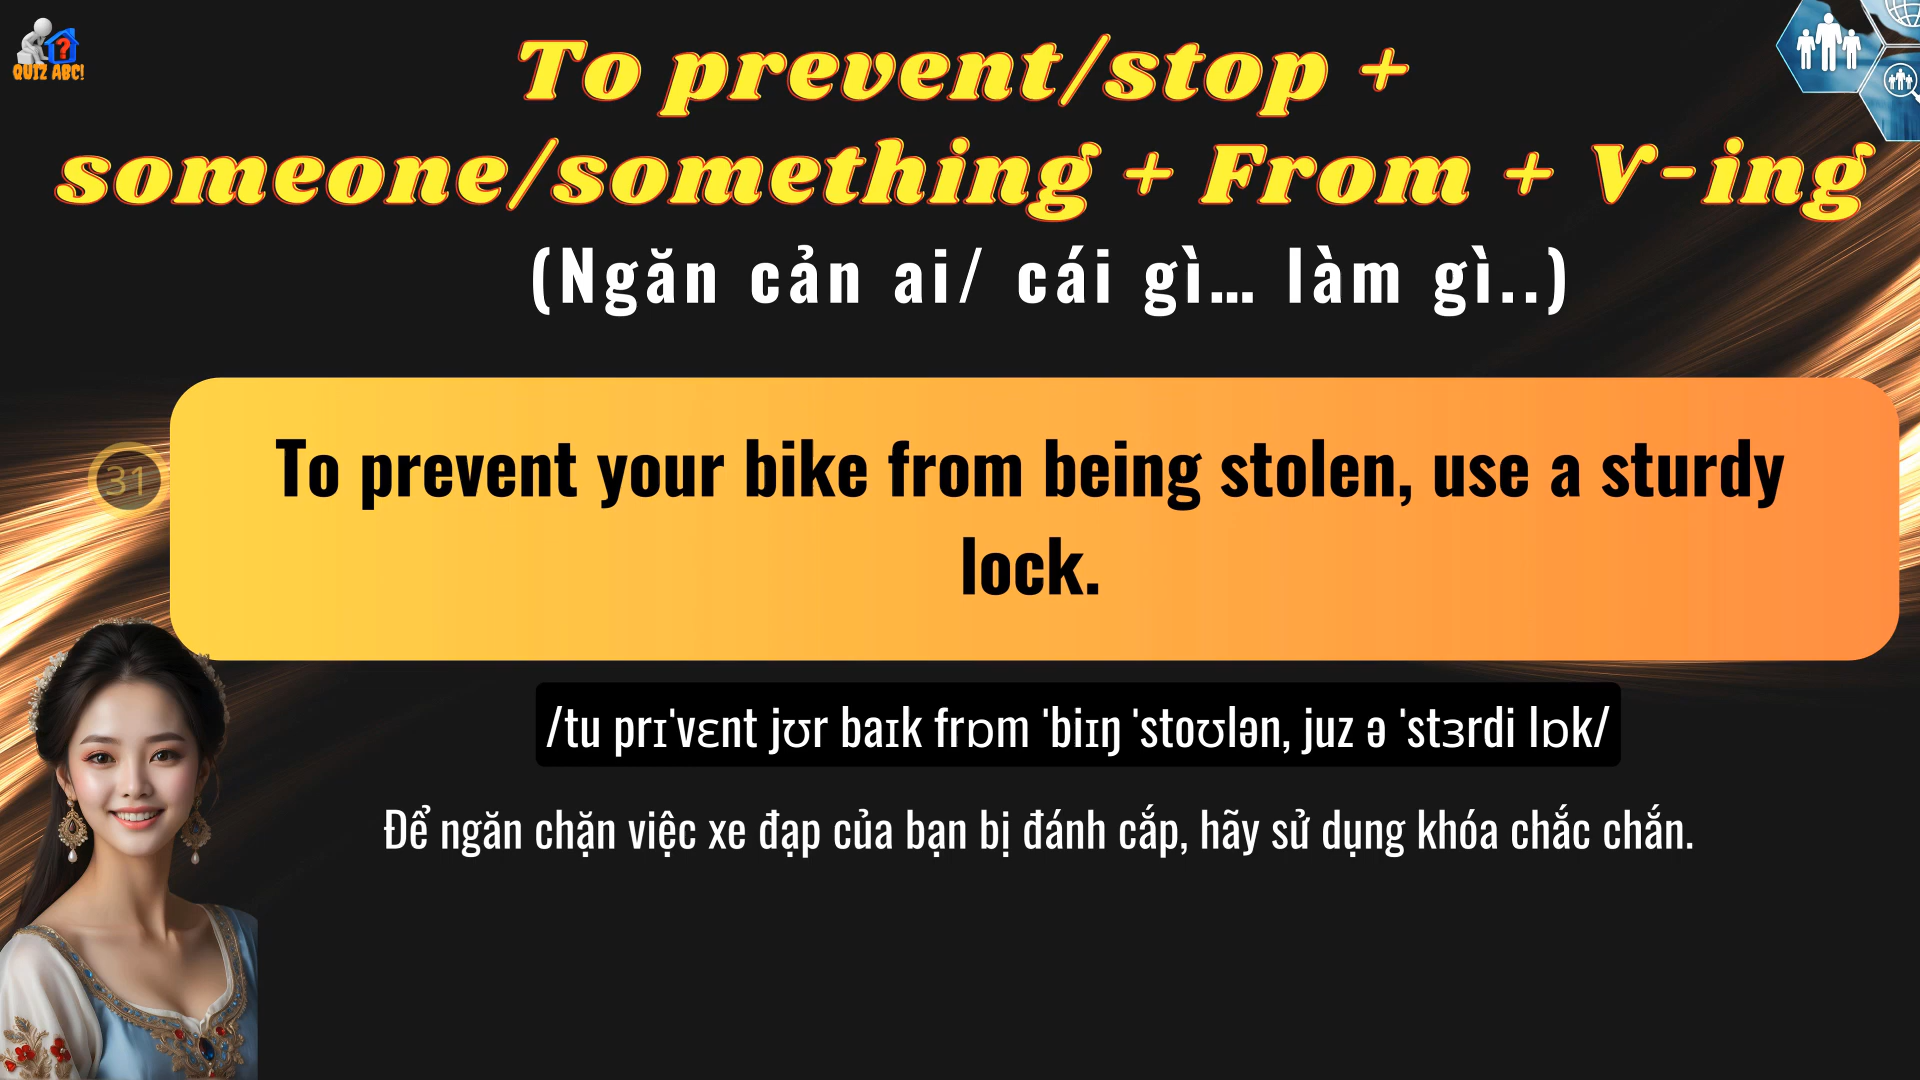 QUIZ ABC!
To prevent/stop +
someone/something + From + V-ing
(Ngăn cản ai/ cái gì... làm gì..)
31
To prevent your bike from being stolen, use a sturdy
lock.
/tu prɪˈvɛnt jʊr baɪk frɒm ˈbiɪŋ ˈstoʊlən, juz ə ˈstɜrdi lɒk/
Để ngăn chặn việc xe đạp của bạn bị đánh cắp, hãy sử dụng khóa chắc chắn.